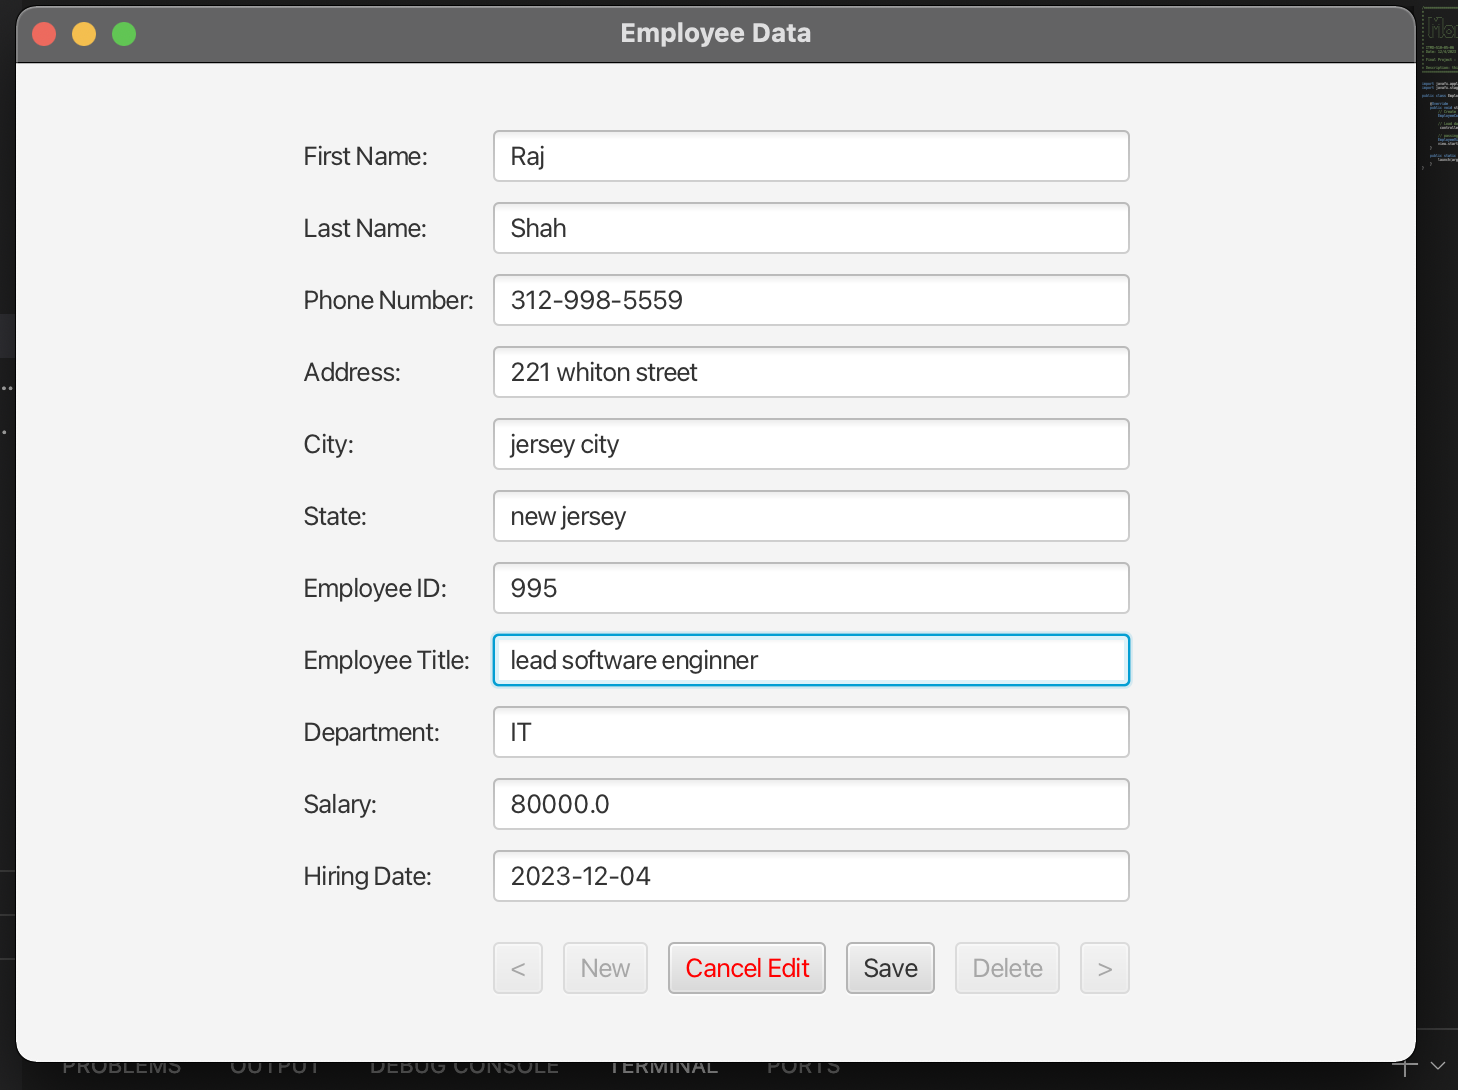 Employee Data
First Name: Raj
Last Name: Shah
Phone Number: 312-998-5559
Address: 221 whiton street
City: jersey city
State: new jersey
Employee ID: 995
Employee Title: lead software enginner
Department: IT
Salary: 80000.0
Hiring Date: 2023-12-04
< New Cancel Edit Save Delete >
PROBLEMS OUTPUT DEBUG CONSOLE TERMINAL PORTS